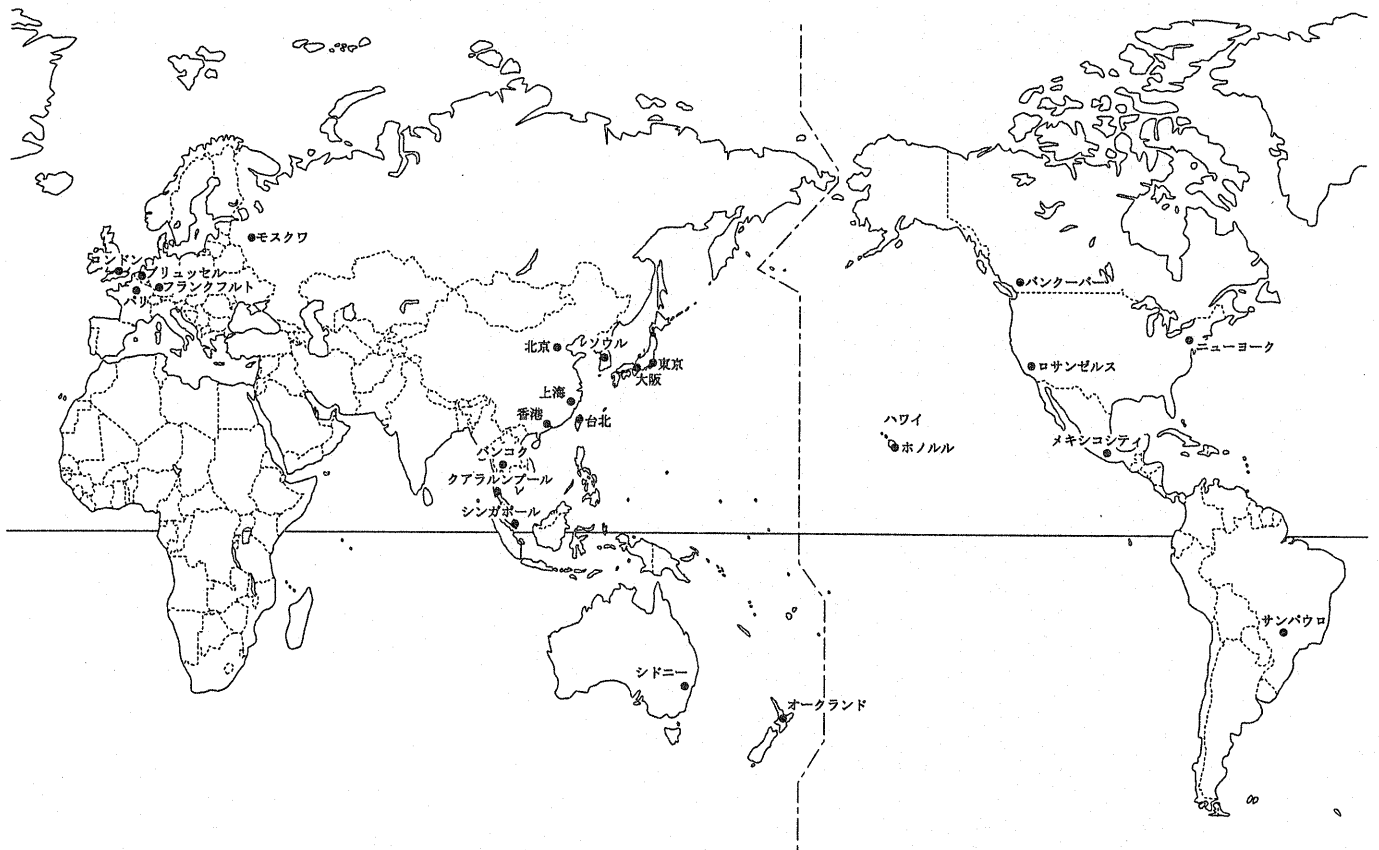 モスクワ
ロンドン
ブリュッセル
フランクフルト
パリ
バンクーバー
北京
ソウル
東京
大阪
ニューヨーク
ロサンゼルス
上海
香港
台北
ハワイ
ホノルル
メキシコシティ
バンコク
クアラルンプール
シンガポール
サンパウロ
シドニー
オークランド